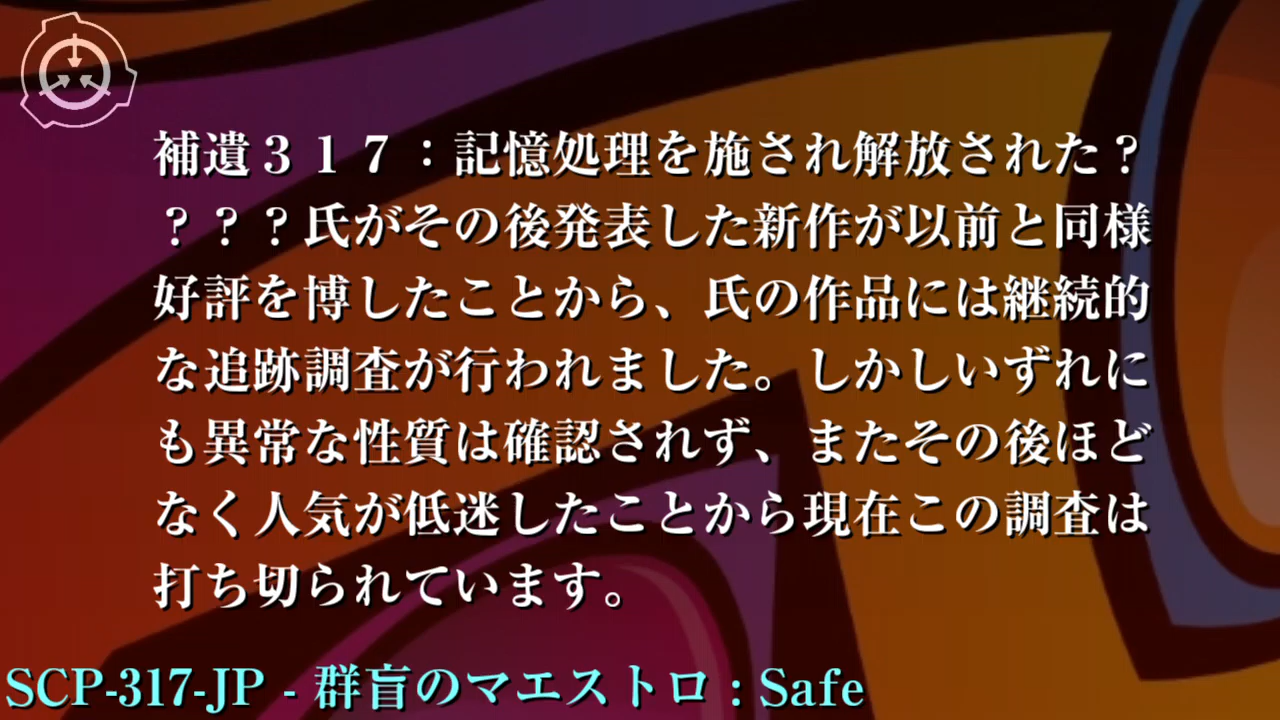 補遺３１７：記憶処理を施され解放された？
？？？氏がその後発表した新作が以前と同様
好評を博したことから、氏の作品には継続的
な追跡調査が行われました。しかしいずれに
も異常な性質は確認されず、またその後ほど
なく人気が低迷したことから現在この調査は
打ち切られています。
SCP-317-JP - 群盲のマエストロ : Safe